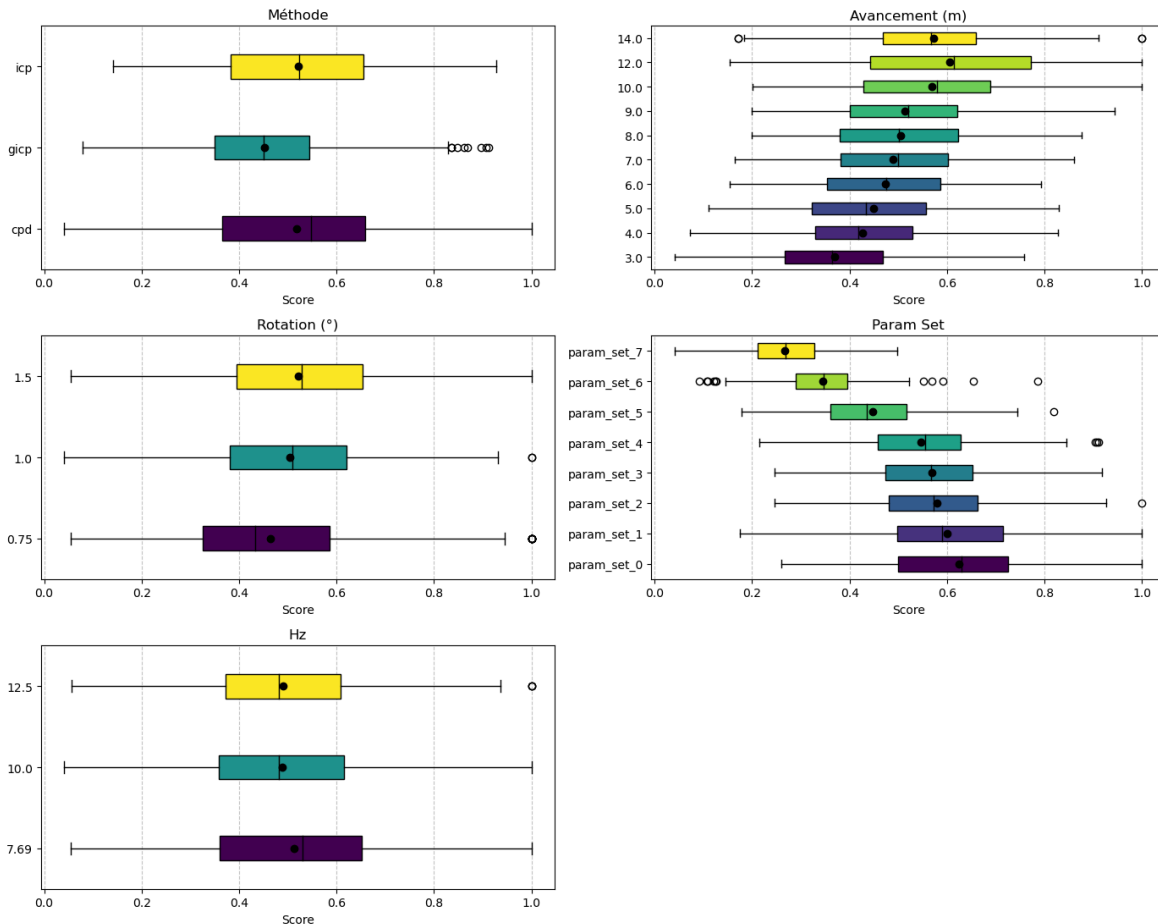 Méthode
icp
gicp
cpd
0.0 0.2 0.4 0.6 0.8 1.0
Score
Avancement (m)
14.0
12.0
10.0
9.0
8.0
7.0
6.0
5.0
4.0
3.0
0.0 0.2 0.4 0.6 0.8 1.0
Score
Rotation (°)
1.5
1.0
0.75
0.0 0.2 0.4 0.6 0.8 1.0
Score
Param Set
param_set_7
param_set_6
param_set_5
param_set_4
param_set_3
param_set_2
param_set_1
param_set_0
0.0 0.2 0.4 0.6 0.8 1.0
Score
Hz
12.5
10.0
7.69
0.0 0.2 0.4 0.6 0.8 1.0
Score